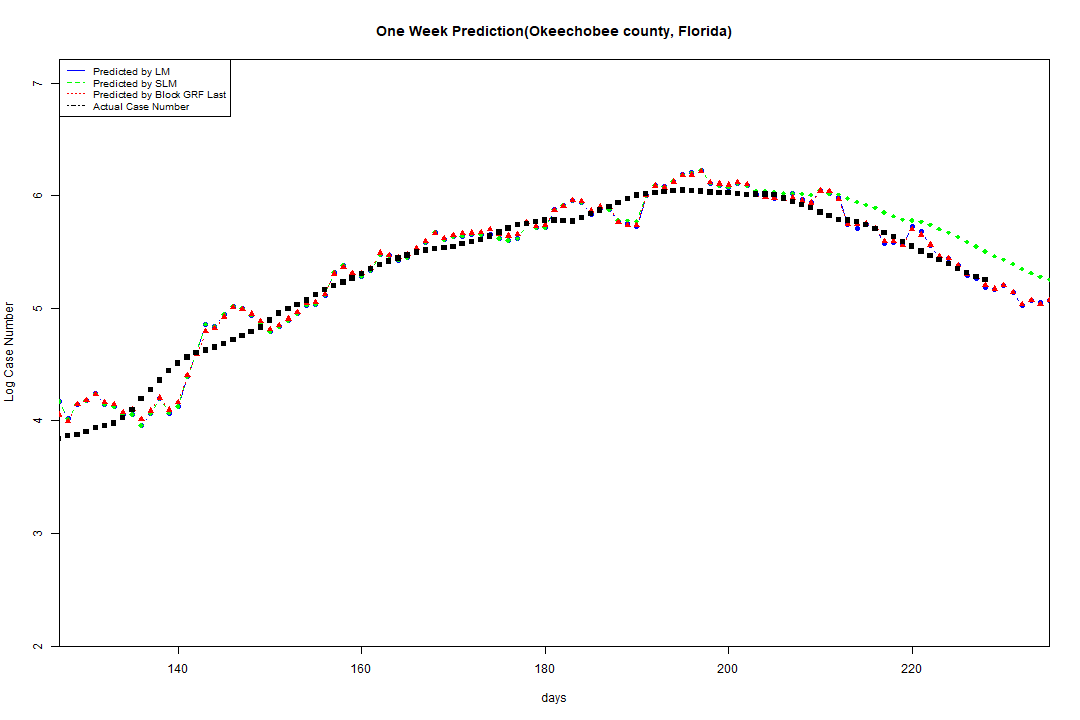 One Week Prediction(Okeechobee county, Florida)
Predicted by LM
Predicted by SLM
Predicted by Block GRF Last
Actual Case Number
7
6
5
4
3
2
Log Case Number
140 160 180 200 220
days